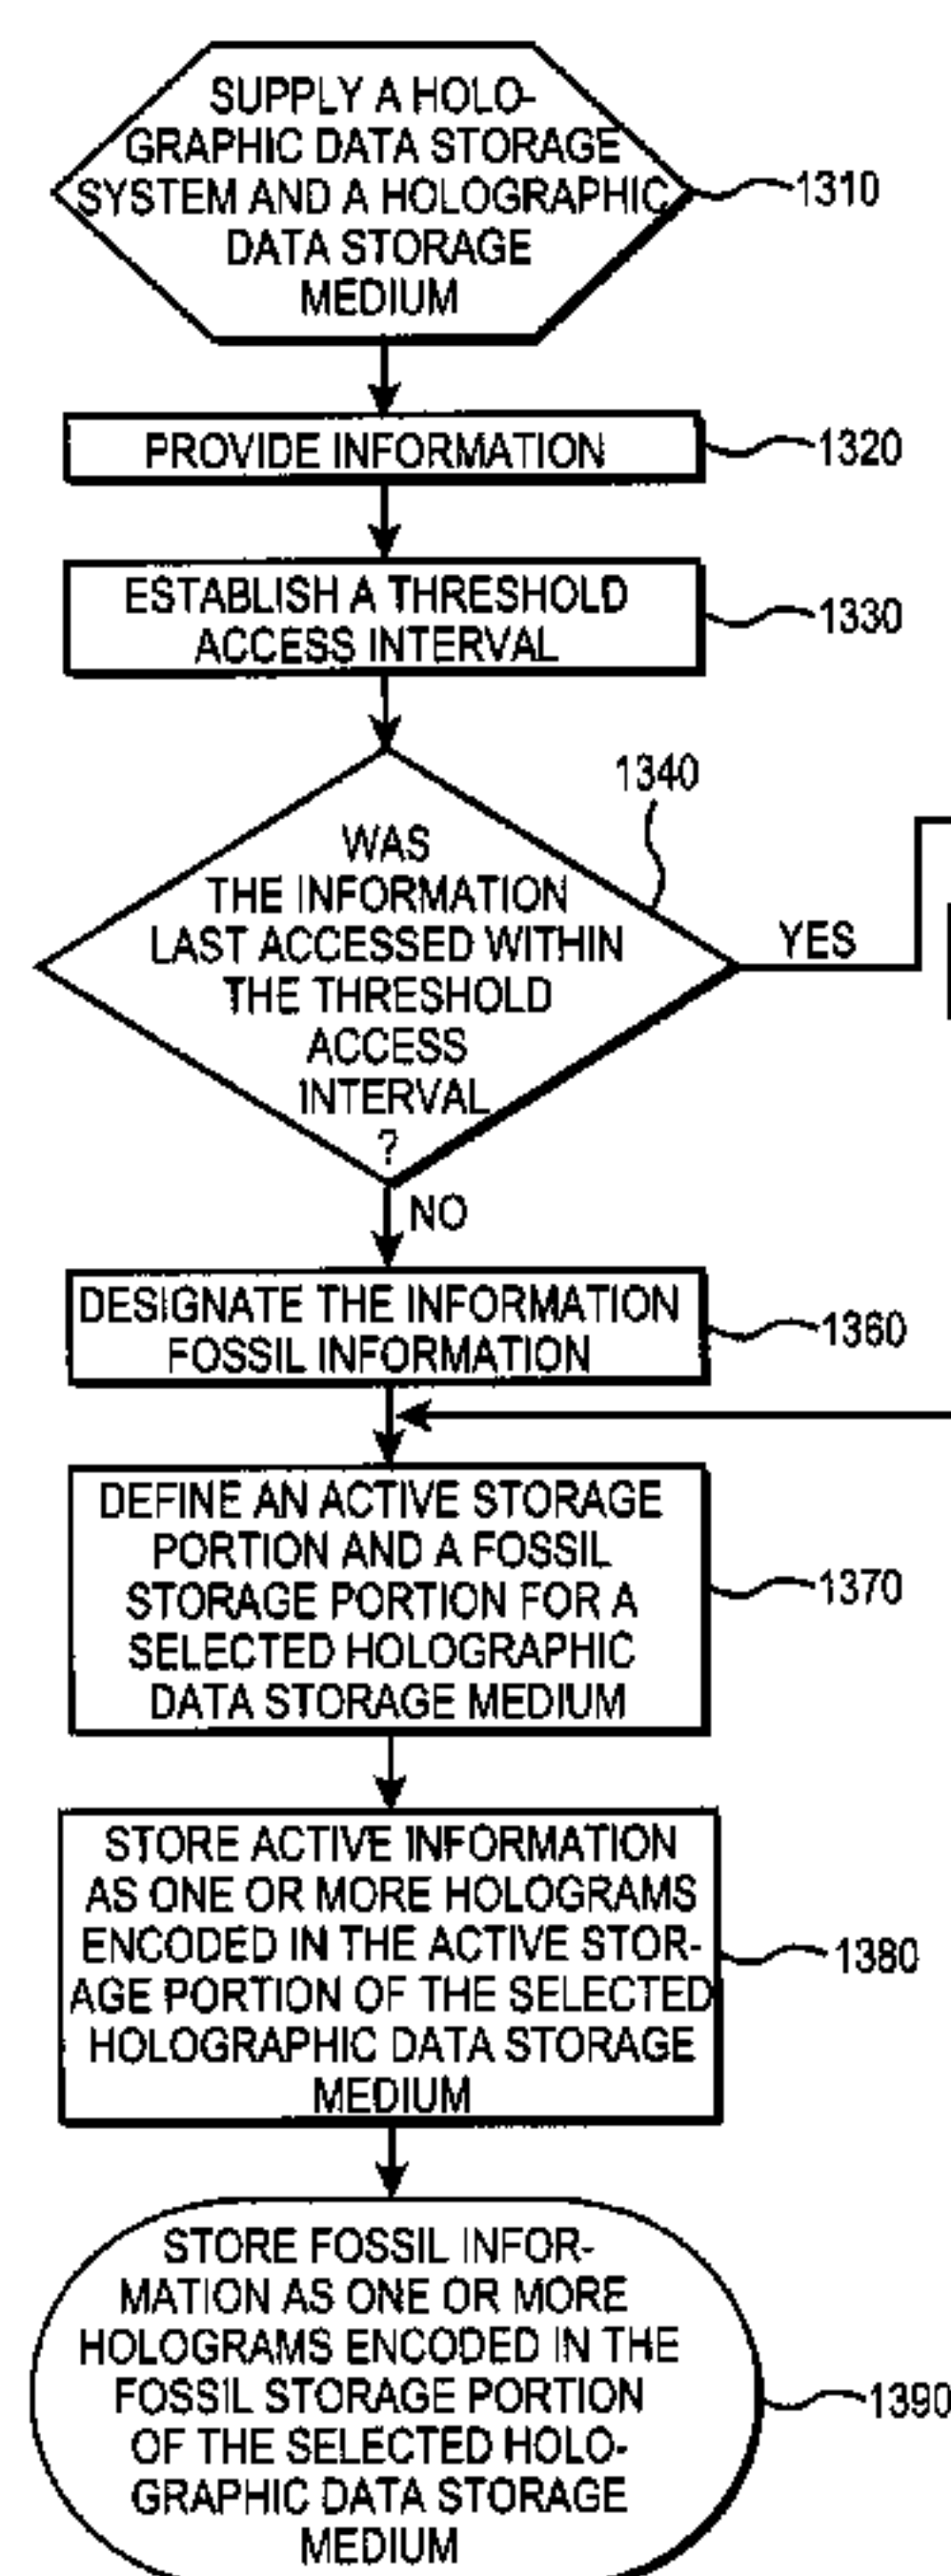 SUPPLY A HOLO-
GRAPHIC DATA STORAGE
SYSTEM AND A HOLOGRAPHIC
DATA STORAGE
MEDIUM
1310
PROVIDE INFORMATION
1320
ESTABLISH A THRESHOLD
ACCESS INTERVAL
1330
1340
WAS
THE INFORMATION
LAST ACCESSED WITHIN
THE THRESHOLD
ACCESS
INTERVAL
?
YES
NO
DESIGNATE THE INFORMATION
FOSSIL INFORMATION
1360
DEFINE AN ACTIVE STORAGE
PORTION AND A FOSSIL
STORAGE PORTION FOR A
SELECTED HOLOGRAPHIC
DATA STORAGE MEDIUM
1370
STORE ACTIVE INFORMATION
AS ONE OR MORE HOLOGRAMS
ENCODED IN THE ACTIVE STOR-
AGE PORTION OF THE SELECTED
HOLOGRAPHIC DATA STORAGE
MEDIUM
1380
STORE FOSSIL INFOR-
MATION AS ONE OR MORE
HOLOGRAMS ENCODED IN THE
FOSSIL STORAGE PORTION
OF THE SELECTED HOLO-
GRAPHIC DATA STORAGE
MEDIUM
1390